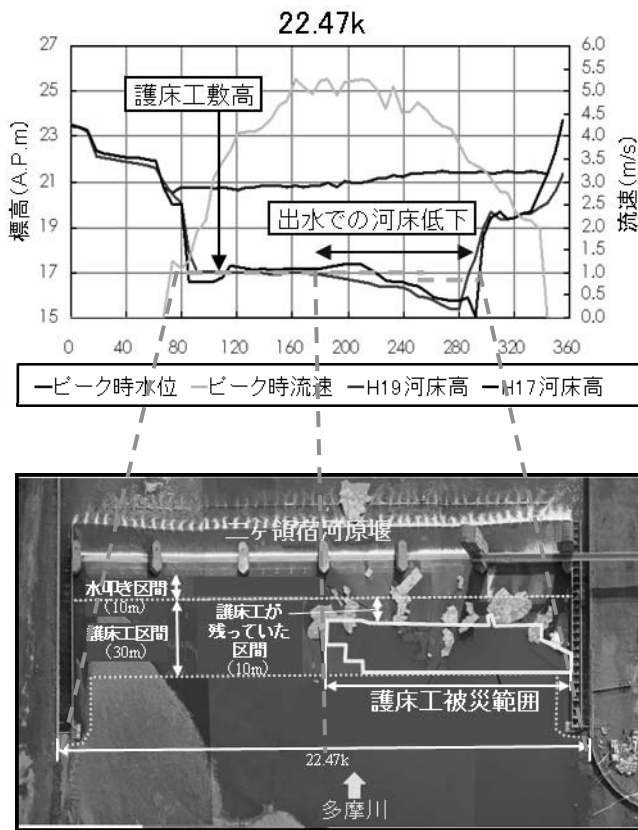 22.47k
27
25
23
21
19
17
15
標高(A.P.m)
6.0
5.5
5.0
4.5
4.0
3.5
3.0
2.5
2.0
1.5
1.0
0.5
0.0
流速(m/s)
護床工敷高
出水での河床低下
0 40 80 120 160 200 240 280 320 360
ピーク時水位 ピーク時流速 H19河床高 H17河床高
二ヶ領宿河原堰
水叩き区間
(10m)
護床工区間
(30m)
護床工が
残っていた
区間
(10m)
護床工被災範囲
22.47k
多摩川